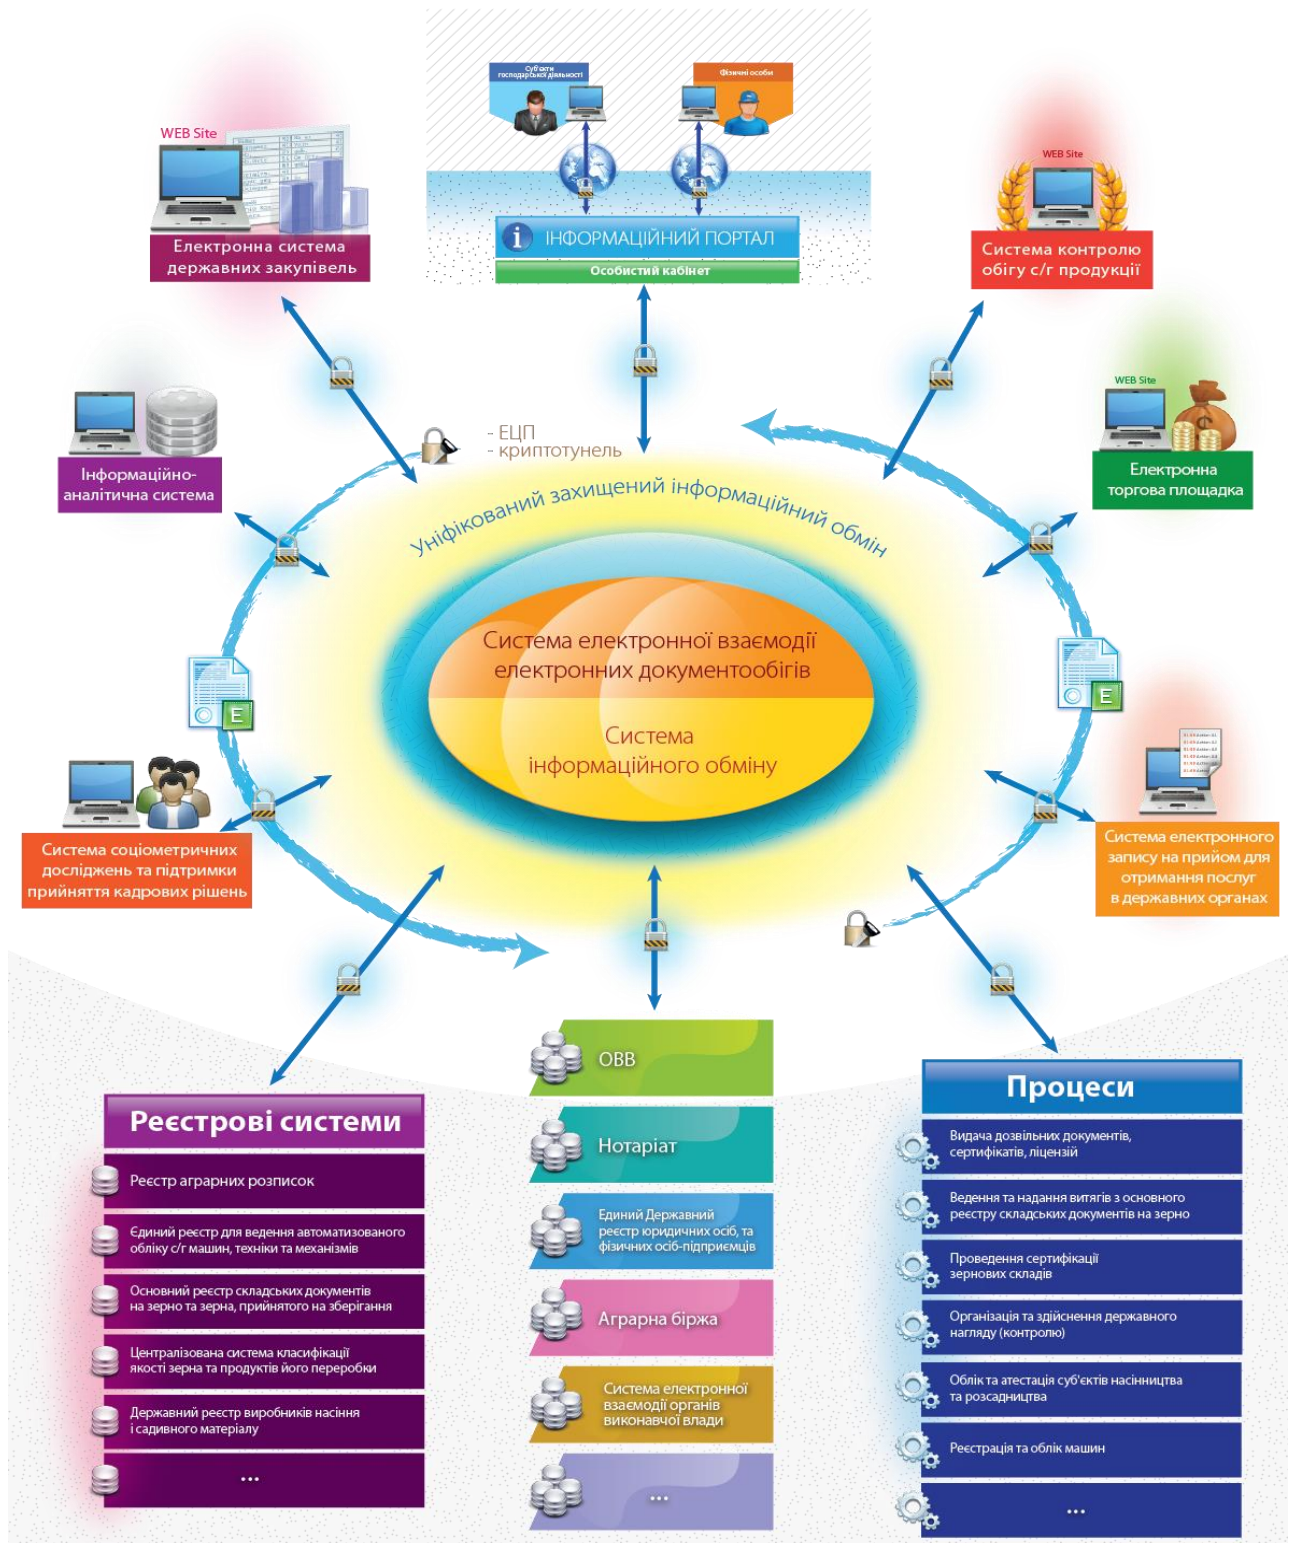 Суб'єкти
господарської діяльності
Фізичні особи
WEB Site
Електронна система
державних закупівель
i ІНФОРМАЦІЙНИЙ ПОРТАЛ
Особистий кабінет
WEB Site
Система контролю
обігу с/г продукції
WEB Site
Електронна
торгова площадка
Інформаційно-
аналітична система
- ЕЦП
- криптотунель
Уніфікований захищений інформаційний обмін
Система електронної взаємодії
електронних документообігів
Система
інформаційного обміну
E
E
Система соціометричних
досліджень та підтримки
прийняття кадрових рішень
Система електронного
запису на прийом для
отримання послуг
в державних органах
Реєстрові системи
Реєстр аграрних розписок
Єдиний реєстр для ведення автоматизованого
обліку с/г машин, техніки та механізмів
Основний реєстр складських документів
на зерно та зерна, прийнятого на зберігання
Централізована система класифікації
якості зерна та продуктів його переробки
Державний реєстр виробників насіння
і садивного матеріалу
...
ОВВ
Нотаріат
Единий Державний
реєстр юридичних осіб, та
фізичних осіб-підприємців
Аграрна біржа
Система електронної
взаємодії органів
виконавчої влади
...
Процеси
Видача дозвільних документів,
сертифікатів, ліцензій
Ведення та надання витягів з основного
реєстру складських документів на зерно
Проведення сертифікації
зернових складів
Організація та здійснення державного
нагляду (контролю)
Облік та атестація суб'єктів насінництва
та розсадництва
Реєстрація та облік машин
...